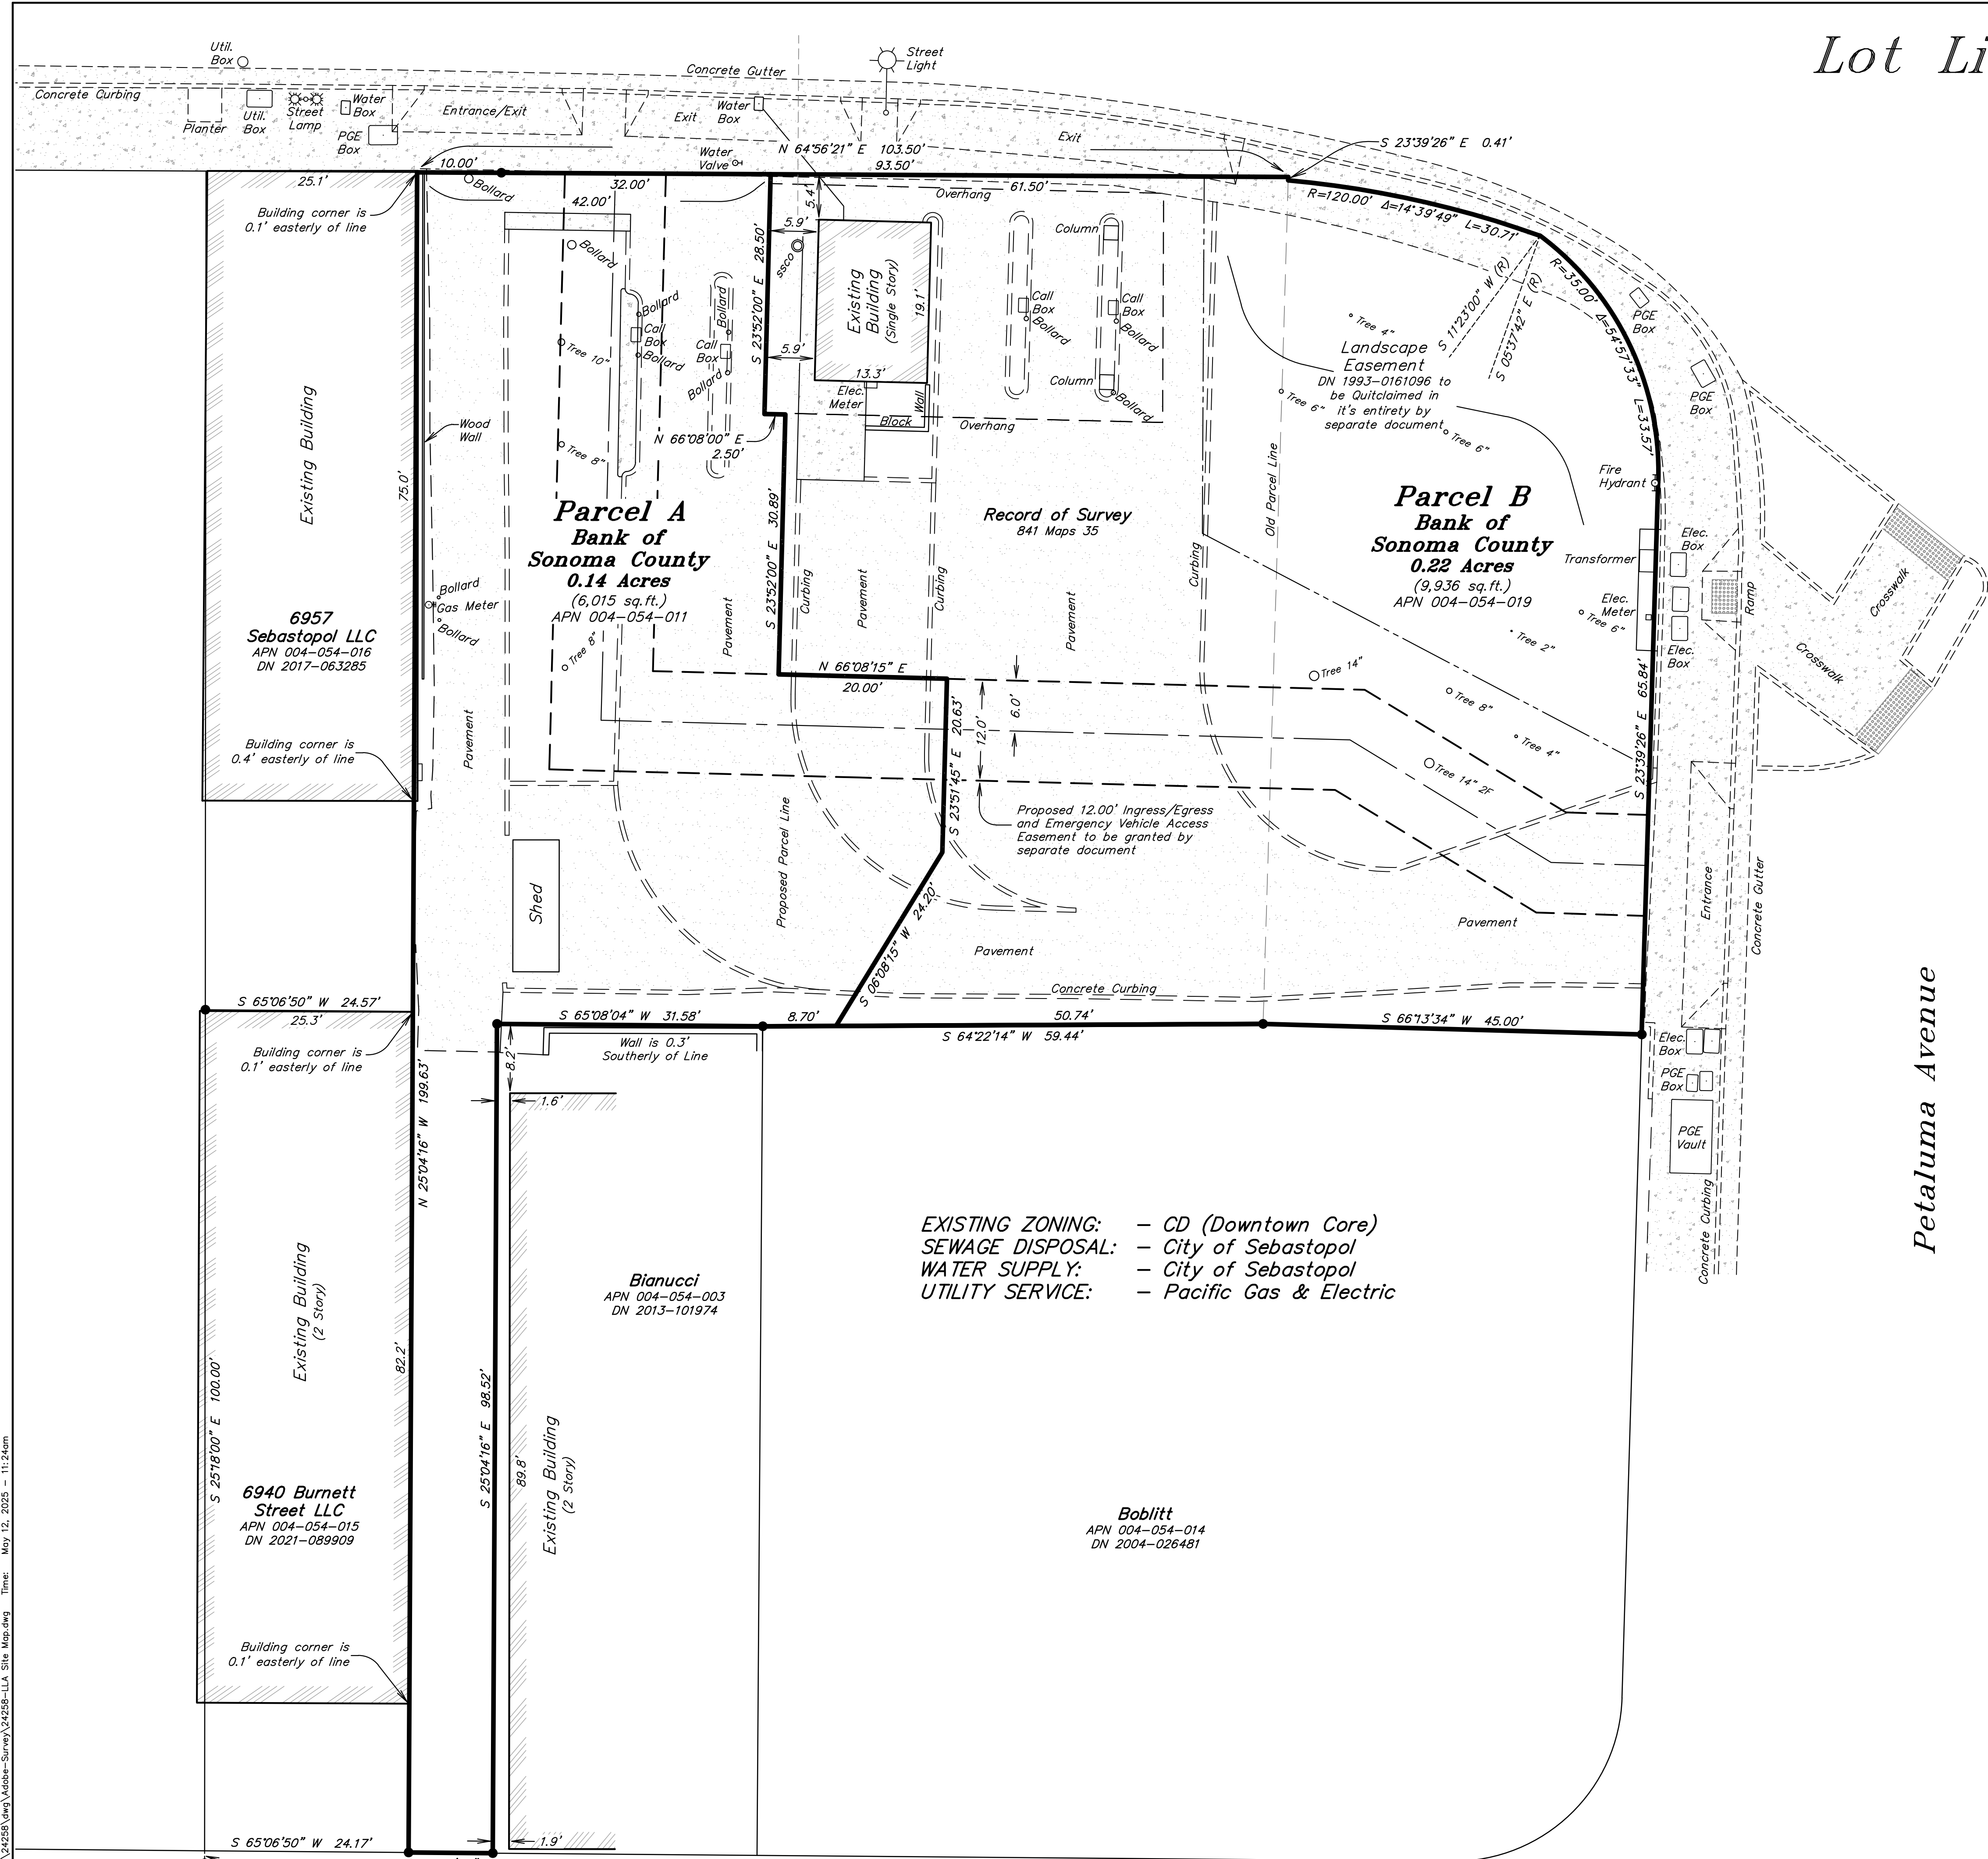 Lot Li
Util.
Box
Street
Light
Concrete Gutter
Concrete Curbing
Planter
Util.
Box
Street
Lamp
Water
Box
PGE
Box
Entrance/Exit
Exit
Water
Box
Exit
S 23°39'26" E 0.41'
Water
Valve
N 64°56'21" E 103.50'
93.50'
10.00'
25.1'
Bollard
32.00'
42.00'
5.4'
Overhang
61.50'
R=120.00' Δ=14°39'49" L=30.71'
Building corner is
0.1' easterly of line
Bollard
S 23°52'00" E 28.50'
5.9'
ssco
Existing
Building
(Single Story)
19.1'
Column
S 11°23'00" W (R)
S 05°37'42" E (R)
R=35.00' Δ=54°57'33" L=33.57'
PGE
Box
Bollard
Call
Box
Bollard
Bollard
Call
Box
Bollard
Tree 10"
5.9'
13.3'
Call
Box
Bollard
Call
Box
Bollard
Tree 4"
Landscape
Easement
DN 1993-0161096 to
be Quitclaimed in
it's entirety by
separate document
PGE
Box
Existing Building
Elec.
Meter
Wall
Block
Column
Bollard
Tree 6"
Tree 6"
Overhang
Wood
Wall
N 66°08'00" E
2.50'
Tree 8"
75.0'
Old Parcel Line
Fire
Hydrant
Parcel A
Bank of
Sonoma County
0.14 Acres
(6,015 sq.ft.)
APN 004-054-011
S 23°52'00" E 30.89'
Record of Survey
841 Maps 35
Parcel B
Bank of
Sonoma County
0.22 Acres
(9,936 sq.ft.)
APN 004-054-019
Transformer
Elec.
Box
Elec.
Meter
Tree 6"
Ramp
Crosswalk
Crosswalk
Bollard
Gas Meter
Bollard
Pavement
Curbing
Pavement
Curbing
Pavement
Curbing
Tree 2"
Elec.
Box
6957
Sebastopol LLC
APN 004-054-016
DN 2017-063285
Tree 8"
N 66°08'15" E
20.00'
Tree 14"
Tree 8"
S 23°39'26" E 65.84'
Pavement
S 23°51'45" E 20.63'
12.0'
6.0'
Tree 4"
Tree 14" 2F
Building corner is
0.4' easterly of line
Proposed 12.00' Ingress/Egress
and Emergency Vehicle Access
Easement to be granted by
separate document
Proposed Parcel Line
Shed
S 06°08'15" W 24.20'
Pavement
Pavement
Entrance
Concrete Gutter
Concrete Curbing
S 65°06'50" W 24.57'
25.3'
S 65°08'04" W 31.58'
8.70'
50.74'
S 64°22'14" W 59.44'
S 66°13'34" W 45.00'
Building corner is
0.1' easterly of line
8.2'
Wall is 0.3'
Southerly of Line
1.6'
Elec.
Box
PGE
Box
PGE
Vault
Concrete Curbing
Petaluma Avenue
N 25°04'16" W 199.63'
EXISTING ZONING: – CD (Downtown Core)
SEWAGE DISPOSAL: – City of Sebastopol
WATER SUPPLY: – City of Sebastopol
UTILITY SERVICE: – Pacific Gas & Electric
Existing Building
(2 Story)
82.2'
Bianucci
APN 004-054-003
DN 2013-101974
S 25°18'00" E 100.00'
S 25°04'16" E 98.52'
89.8'
Existing Building
(2 Story)
6940 Burnett
Street LLC
APN 004-054-015
DN 2021-089909
Boblitt
APN 004-054-014
DN 2004-026481
Building corner is
0.1' easterly of line
S 65°06'50" W 24.17'
1.9'
\24258\dwg\Adobe-Survey\24258-LLA Site Map.dwg Time: May 12, 2025 - 11:24am